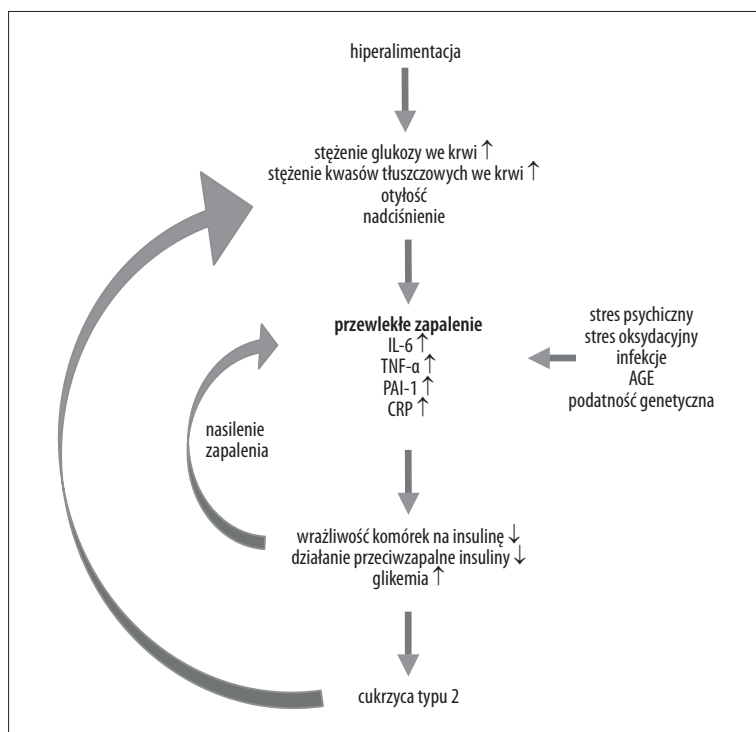 hiperalimentacja
stężenie glukozy we krwi ↑
stężenie kwasów tłuszczowych we krwi ↑
otyłość
nadciśnienie
przewlekłe zapalenie
IL-6 ↑
TNF-α ↑
PAI-1 ↑
CRP ↑
stres psychiczny
stres oksydacyjny
infekcje
AGE
podatność genetyczna
nasilenie
zapalenia
wrażliwość komórek na insulinę ↓
działanie przeciwzapalne insuliny ↓
glikemia ↑
cukrzyca typu 2